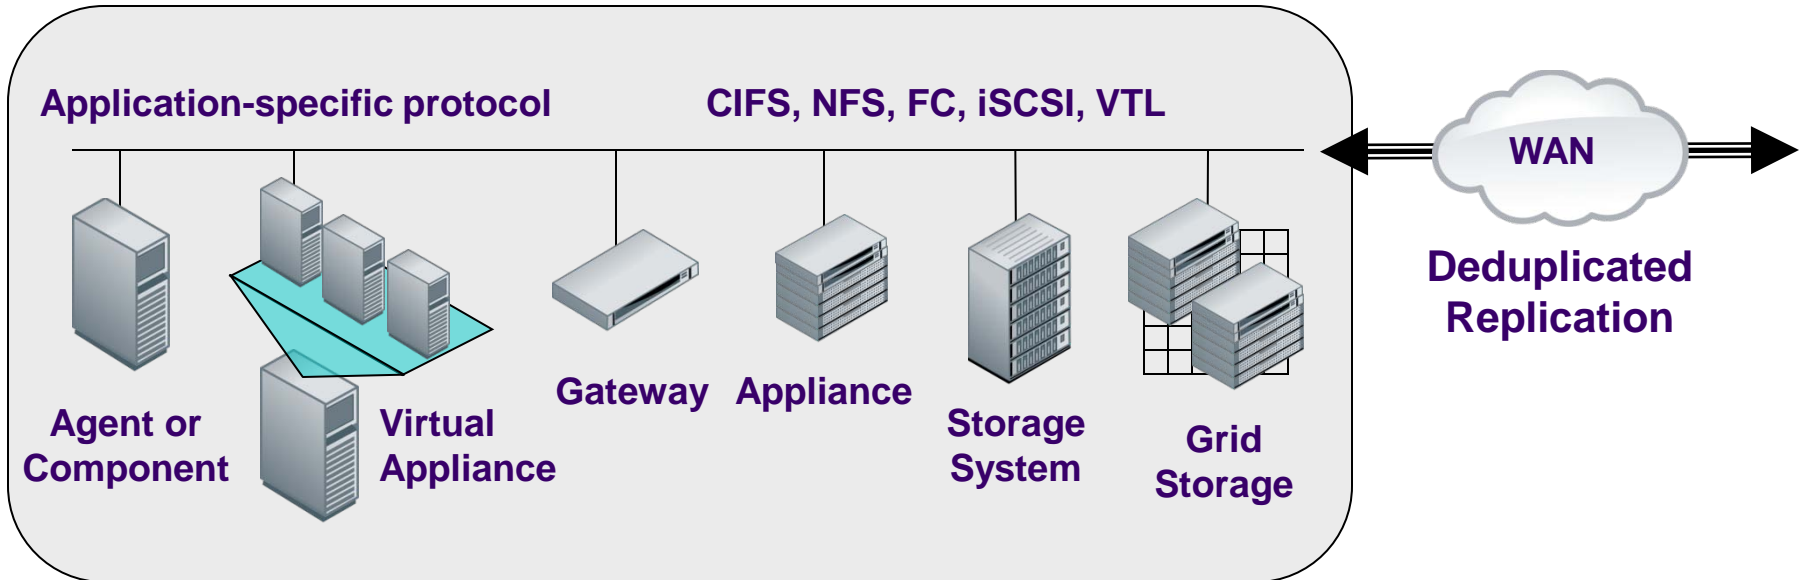 Application-specific protocol
CIFS, NFS, FC, iSCSI, VTL
WAN
Deduplicated
Replication
Agent or
Component
Virtual
Appliance
Gateway
Appliance
Storage
System
Grid
Storage